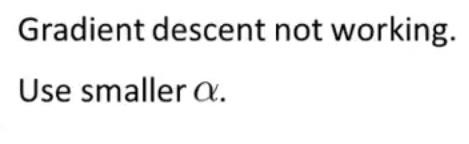 Gradient descent not working.
Use smaller α.